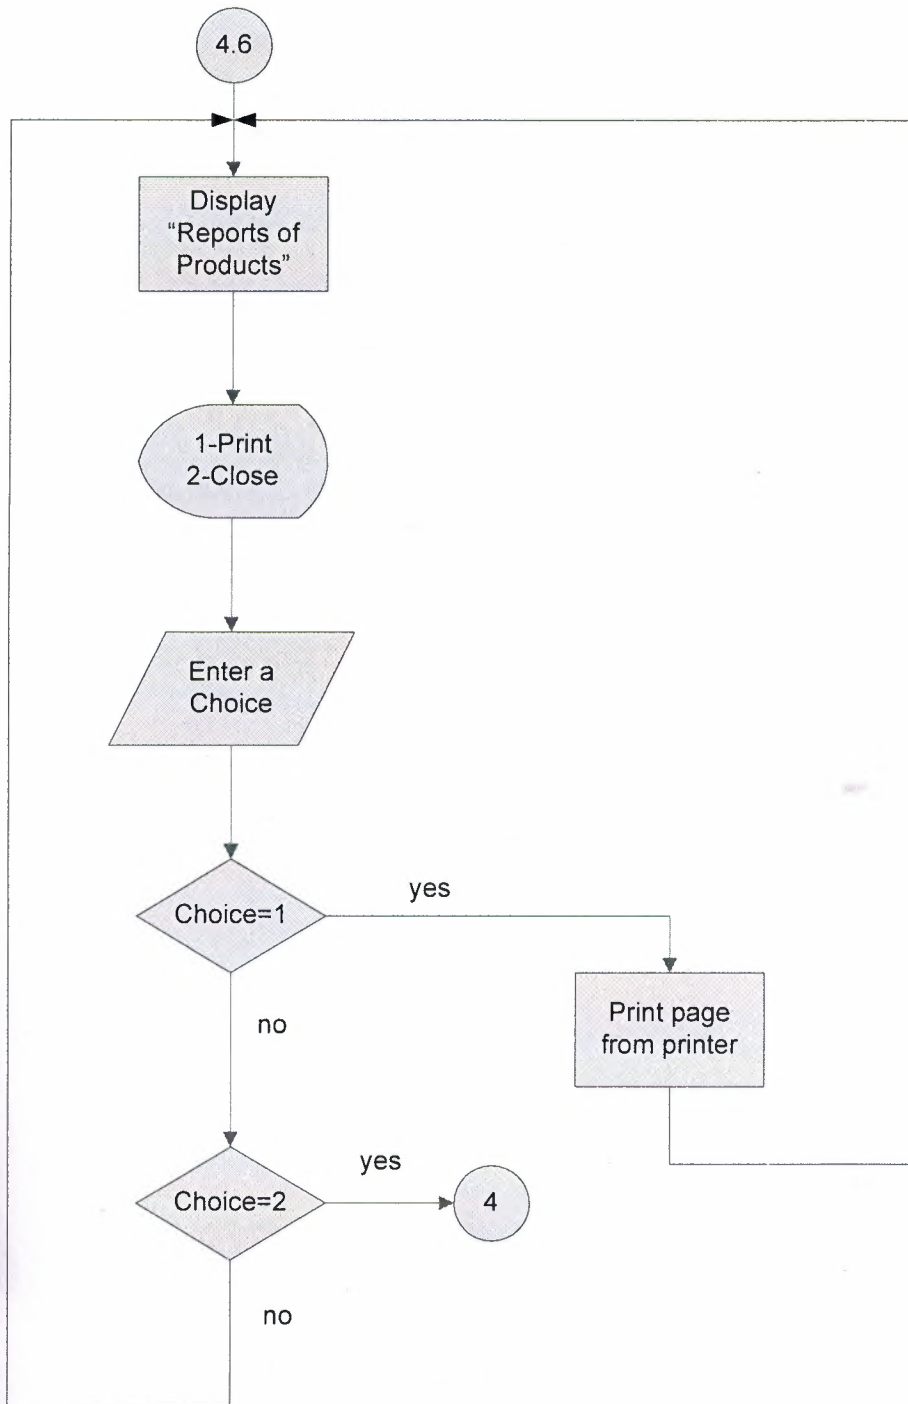 4.6
Display
“Reports of
Products”
1-Print
2-Close
Enter a
Choice
Choice=1
yes
no
Print page
from printer
Choice=2
yes
4
no